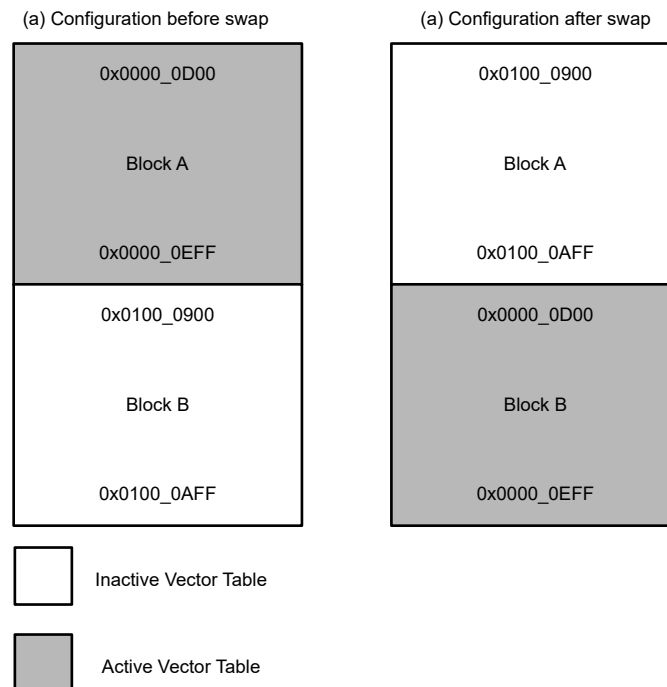 (a) Configuration before swap
0x0000_0D00
Block A
0x0000_0EFF
0x0100_0900
Block B
0x0100_0AFF
(a) Configuration after swap
0x0100_0900
Block A
0x0100_0AFF
0x0000_0D00
Block B
0x0000_0EFF
Inactive Vector Table
Active Vector Table